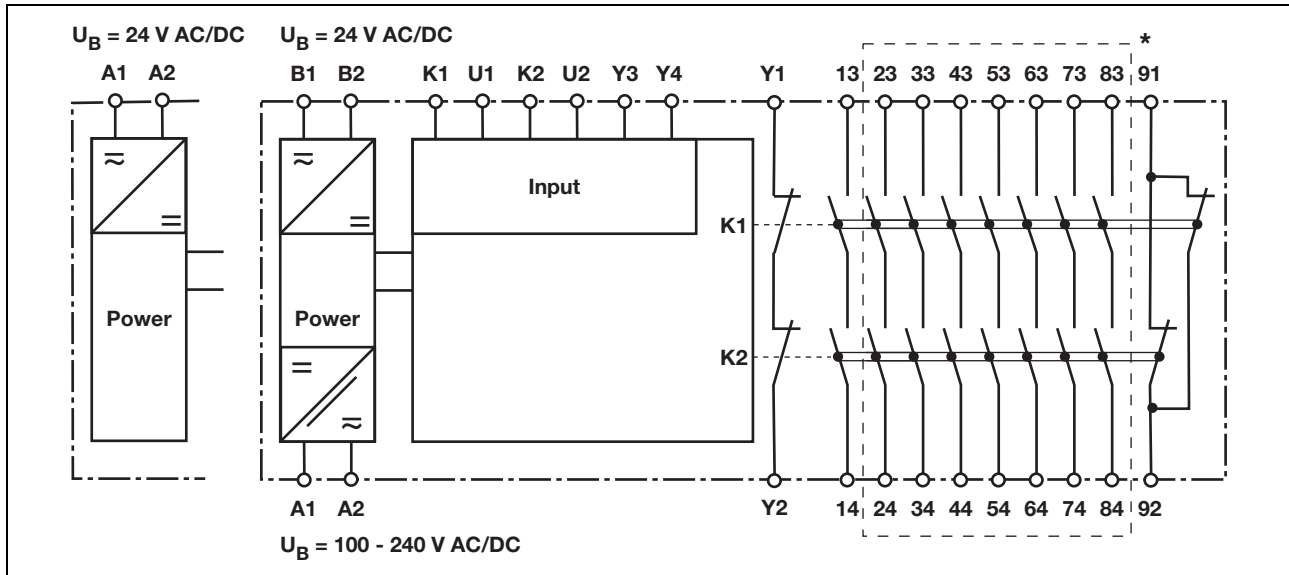 U_B = 24 V AC/DC U_B = 24 V AC/DC
*
A1 A2 B1 B2 K1 U1 K2 U2 Y3 Y4 Y1 13 23 33 43 53 63 73 83 91
Input
K1
Power Power
K2
A1 A2 Y2 14 24 34 44 54 64 74 84 92
U_B = 100 - 240 V AC/DC